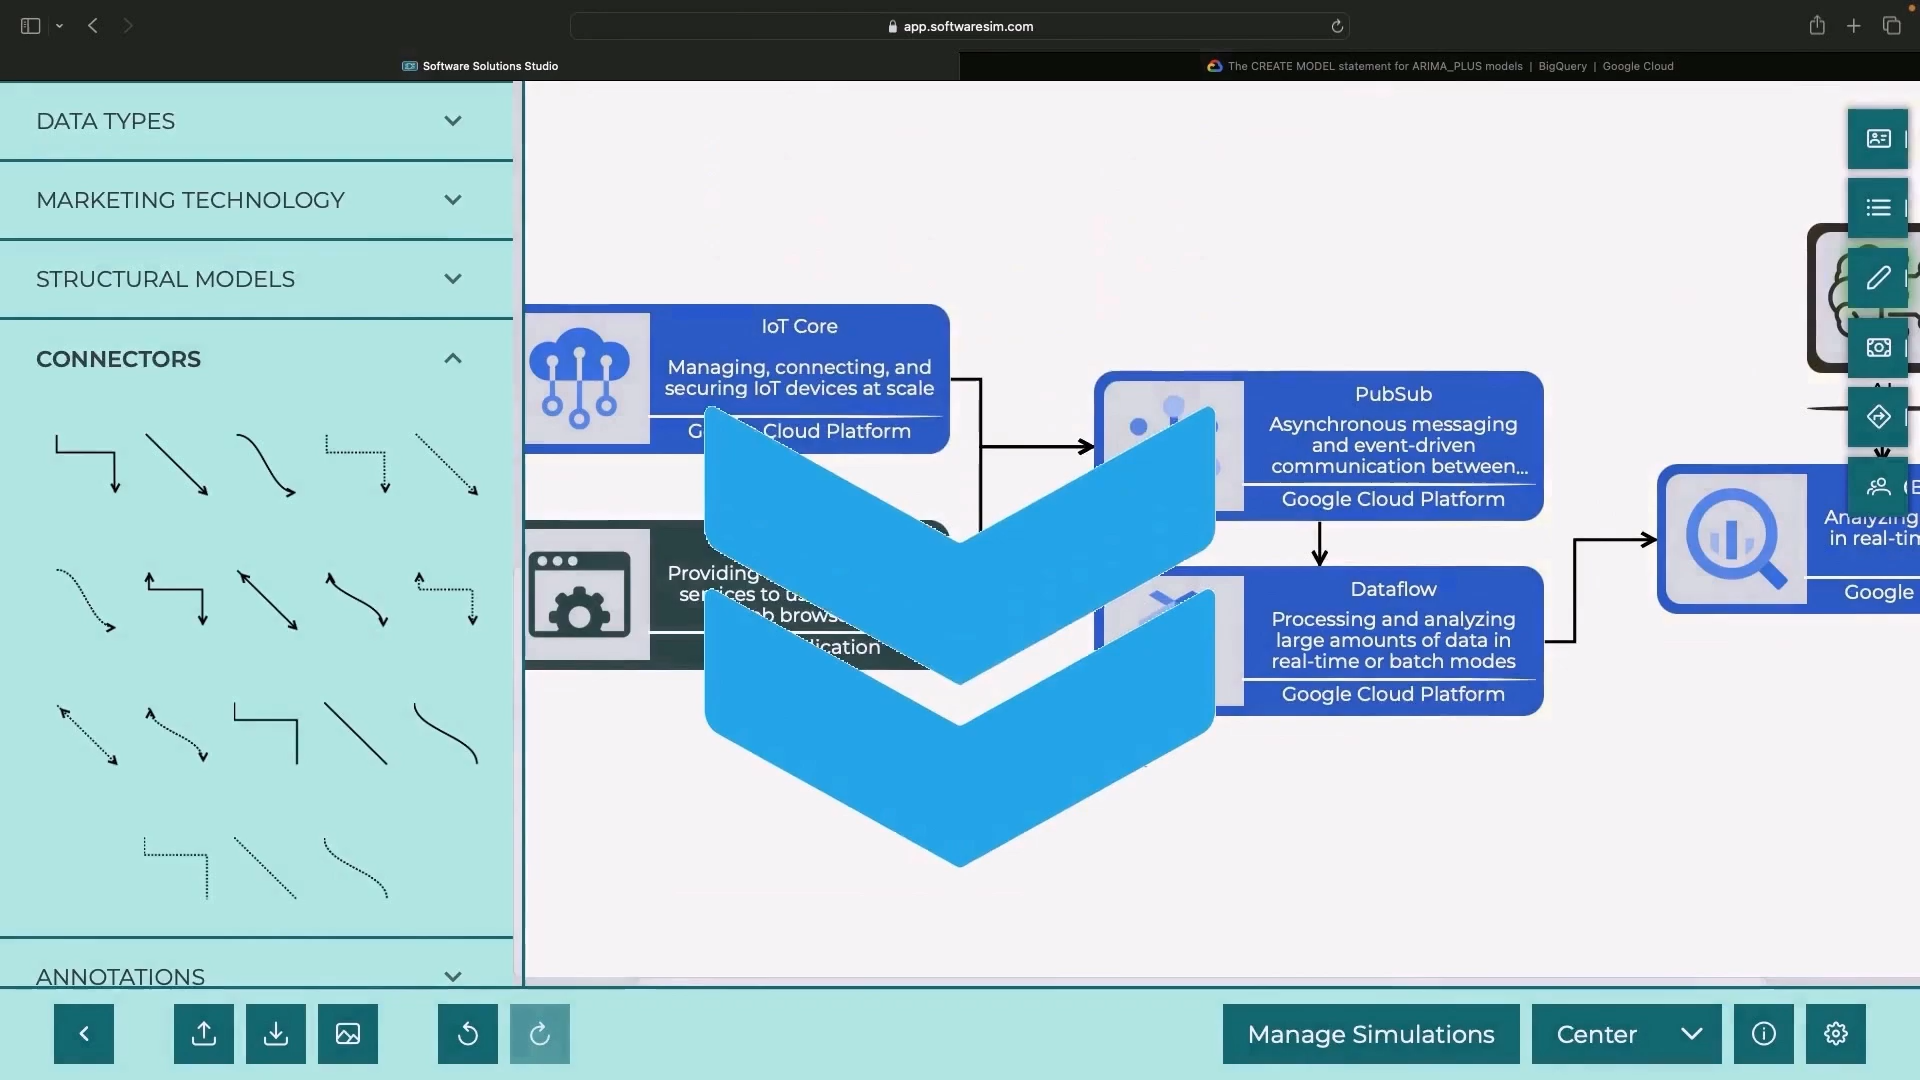 app.softwaresim.com
Software Solutions Studio
The CREATE MODEL statement for ARIMA_PLUS models | BigQuery | Google Cloud
DATA TYPES
MARKETING TECHNOLOGY
STRUCTURAL MODELS
CONNECTORS
ANNOTATIONS
IoT Core
Managing, connecting, and
securing IoT devices at scale
Cloud Platform
Providing
services to
PubSub
Asynchronous messaging
and event-driven
communication between...
Google Cloud Platform
Dataflow
Processing and analyzing
large amounts of data in
real-time or batch modes
Google Cloud Platform
Analyzing
in real-tim
Google
Manage Simulations
Center